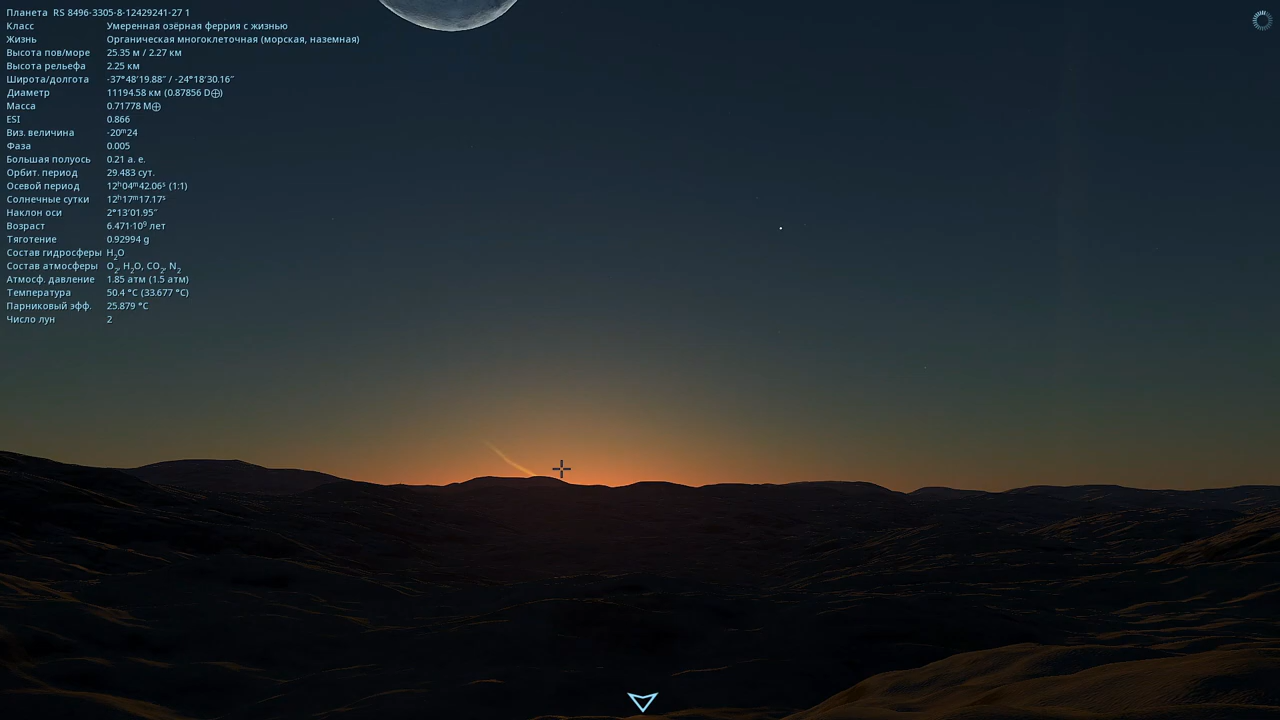 Планета RS 8496-3305-8-12429241-27 1
Класс Умеренная озёрная феррия с жизнью
Жизнь Органическая многоклеточная (морская, наземная)
Высота пов/море 25.35 м / 2.27 км
Высота рельефа 2.25 км
Широта/долгота -37°48′19.88″ / -24°18′30.16″
Диаметр 11194.58 км (0.87856 D⊕)
Масса 0.71778 M⊕
ESI 0.866
Виз. величина -20ᵐ24
Фаза 0.005
Большая полуось 0.21 а. е.
Орбит. период 29.483 сут.
Осевой период 12ʰ04ᵐ42.06ˢ (1:1)
Солнечные сутки 12ʰ17ᵐ17.17ˢ
Наклон оси 2°13′01.95″
Возраст 6.471·10⁹ лет
Тяготение 0.92994 g
Состав гидросферы H₂O
Состав атмосферы O₂, H₂O, CO₂, N₂
Атмосф. давление 1.85 атм (1.5 атм)
Температура 50.4 °C (33.677 °C)
Парниковый эфф. 25.879 °C
Число лун 2